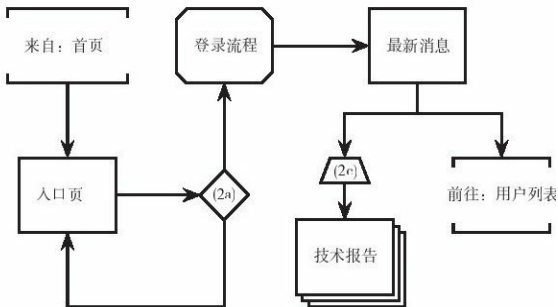 来自：首页
登录流程
最新消息
入口页
(2a)
(2c)
前往：用户列表
技术报告